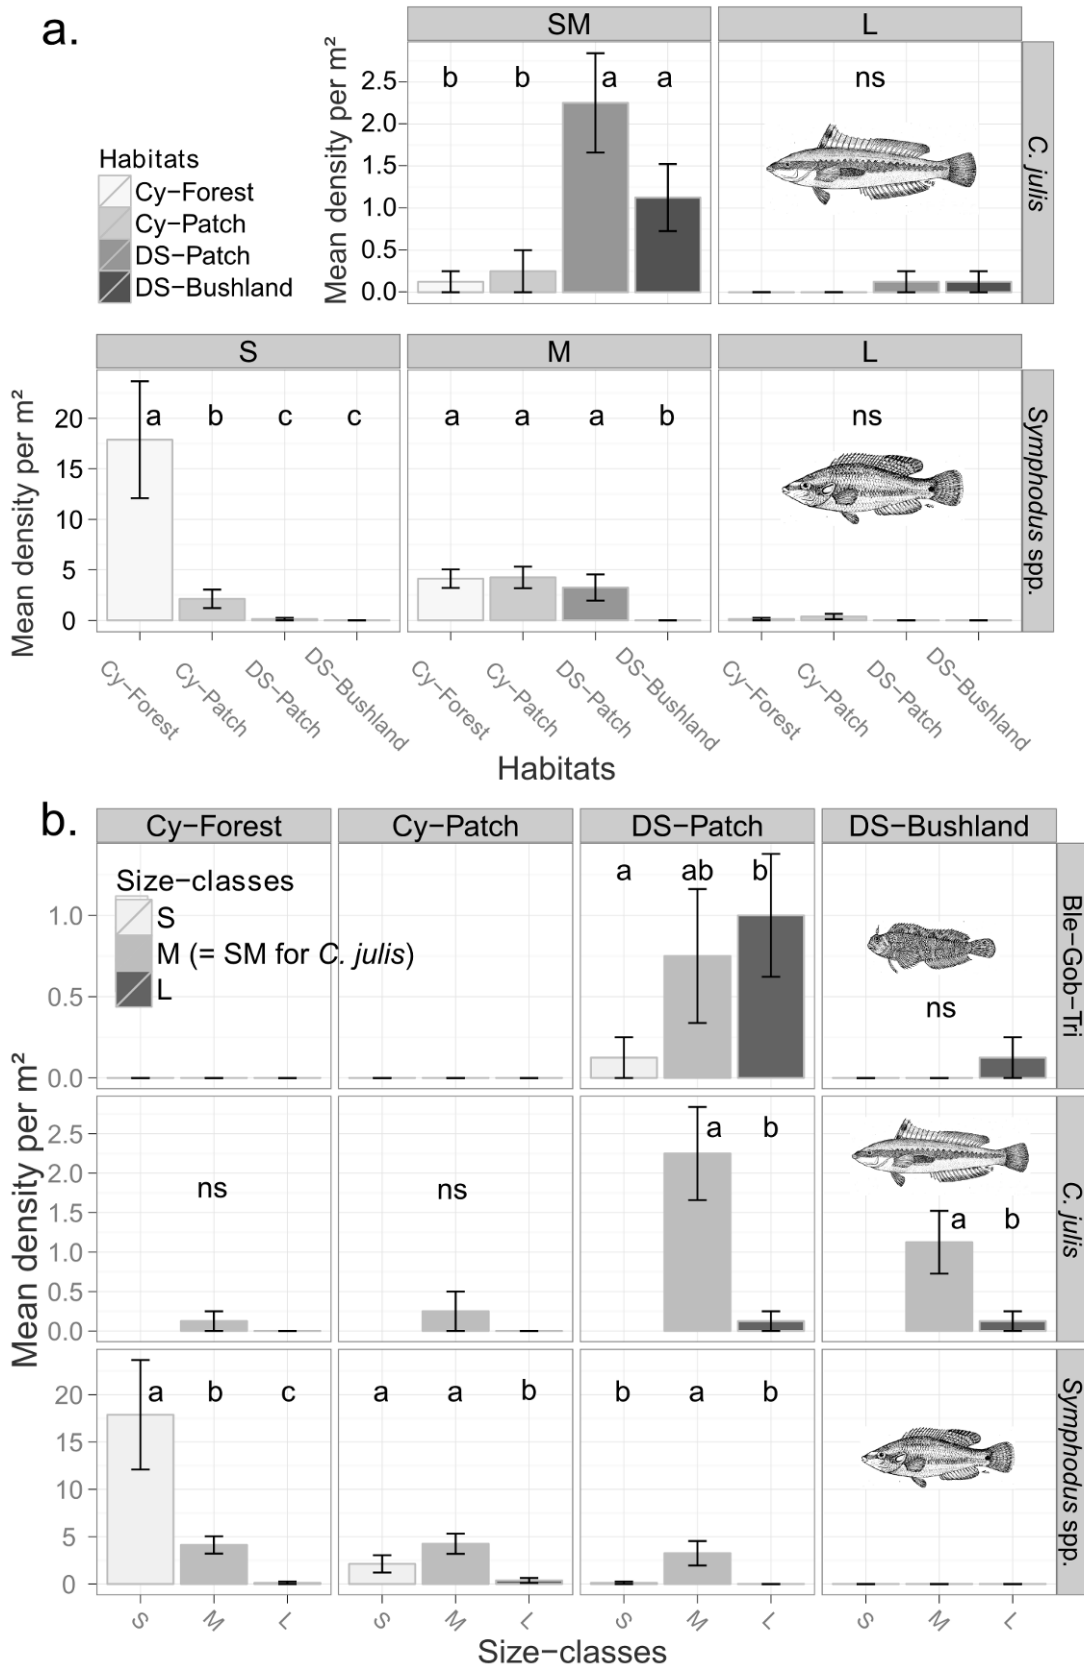 a.
SM L
Mean density per m²
2.5
2.0
1.5
1.0
0.5
0.0
b b a a
ns
C. julis
Habitats
Cy−Forest
Cy−Patch
DS−Patch
DS−Bushland
S M L
Mean density per m²
20
15
10
5
0
a b c c
a a a b
ns
Symphodus spp.
Cy−Forest Cy−Patch DS−Patch DS−Bushland
Cy−Forest Cy−Patch DS−Patch DS−Bushland
Cy−Forest Cy−Patch DS−Patch DS−Bushland
Habitats
b.
Cy−Forest Cy−Patch DS−Patch DS−Bushland
Size−classes
S
M (= SM for C. julis)
L
1.0
0.5
0.0
a ab b
ns
Ble−Gob−Tri
Mean density per m²
2.5
2.0
1.5
1.0
0.5
0.0
ns
ns
a b
a b
C. julis
20
15
10
5
0
a b c
a a b
b a b
Symphodus spp.
S M L S M L S M L S M L
Size−classes